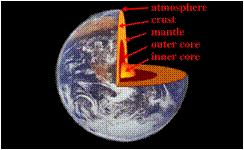 atmosphere
crust
mantle
outer core
inner core